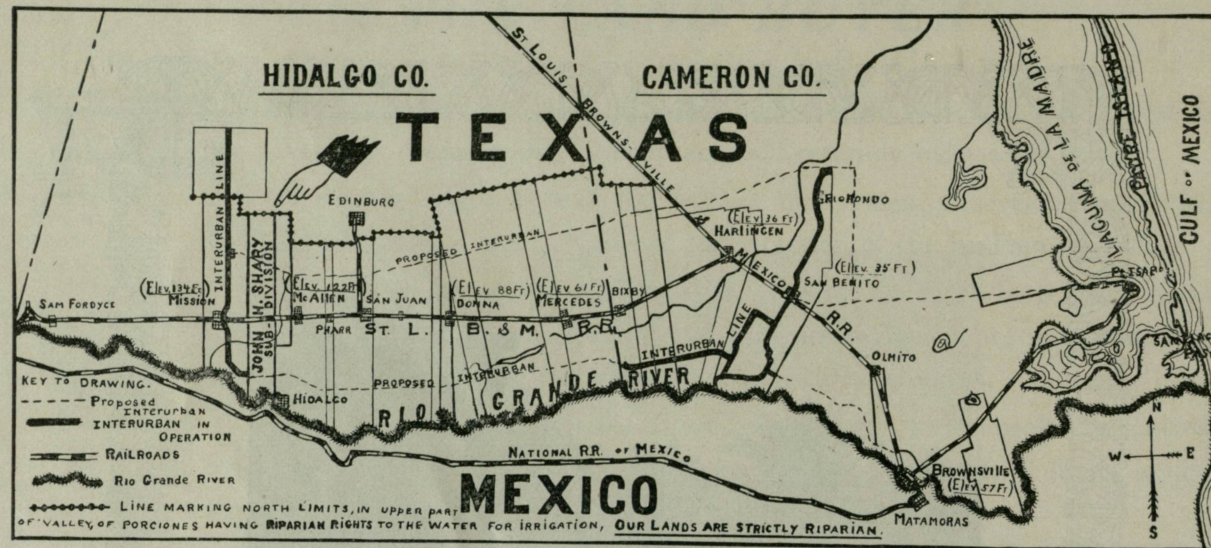 HIDALGO CO.
CAMERON CO.
TEXAS
ST LOUIS, BROWNSVILLE
MEXICO
R.R.
LAGUNA DE LA MADRE
PADRE ISLAND
GULF OF MEXICO
EDINBURG
INTERURBAN LINE
JOHN H. SHARY
SUB-DIVISION
PROPOSED INTERURBAN
(ELEV 36 FT)
HARLINGEN
(ELEV. 35 FT)
SAN BENITO
(ELEV. 134 FT)
MISSION
(ELEV. 122 FT)
MCALLEN
SAN JUAN
(ELEV 88 FT)
DONNA
(ELEV 61 FT)
MERCEDES
BIXBY
SAM FORDYCE
PHARR
ST. L. B. & M. R.R.
INTERURBAN LINE
OLMITO
PROPOSED INTERURBAN
RIO GRANDE RIVER
HIDALGO
NATIONAL R.R. OF MEXICO
MEXICO
BROWNSVILLE
(ELEV 57 FT)
MATAMORAS
N
W E
S
KEY TO DRAWING.
PROPOSED
INTERURBAN
INTERURBAN IN
OPERATION
RAILROADS
RIO GRANDE RIVER
LINE MARKING NORTH LIMITS, IN UPPER PART
OF VALLEY, OF PORCIONES HAVING RIPARIAN RIGHTS TO THE WATER FOR IRRIGATION, OUR LANDS ARE STRICTLY RIPARIAN.